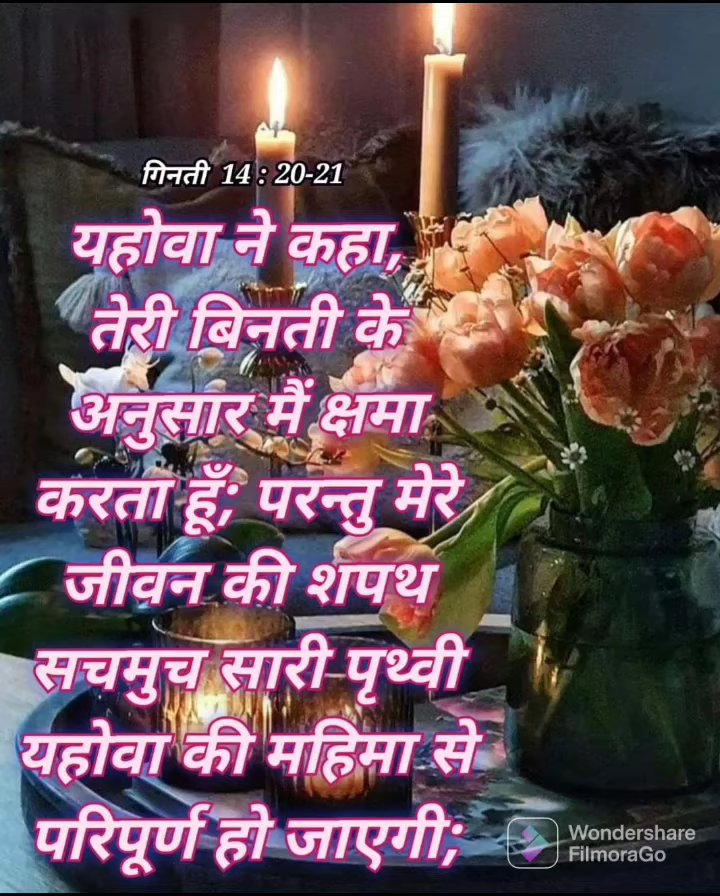 गिनती 14 : 20-21
यहोवा ने कहा,
तेरी बिनती के
अनुसार मैं क्षमा
करता हूँ; परन्तु मेरे
जीवन की शपथ
सचमुच सारी पृथ्वी
यहोवा की महिमा से
परिपूर्ण हो जाएगी;
Wondershare
FilmoraGo